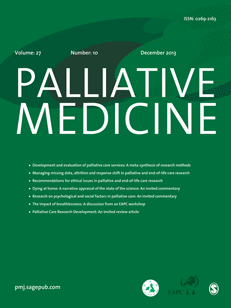 ISSN: 0269-2163
Volume: 27 Number: 10 December 2013
PALLIATIVE
MEDICINE
• Development and evaluation of palliative care services: A meta-synthesis of research methods
• Managing missing data, attrition and response shift in palliative and end-of-life care research
• Recommendations for ethical issues in palliative and end-of-life care research
• Dying at home: A narrative appraisal of the state of the science: An invited commentary
• Research on psychological and social factors in palliative care: An invited commentary
• The impact of breathlessness: A discussion from an EAPC workshop
• Palliative Care Research Development: An invited review article
pmj.sagepub.com
EAPC